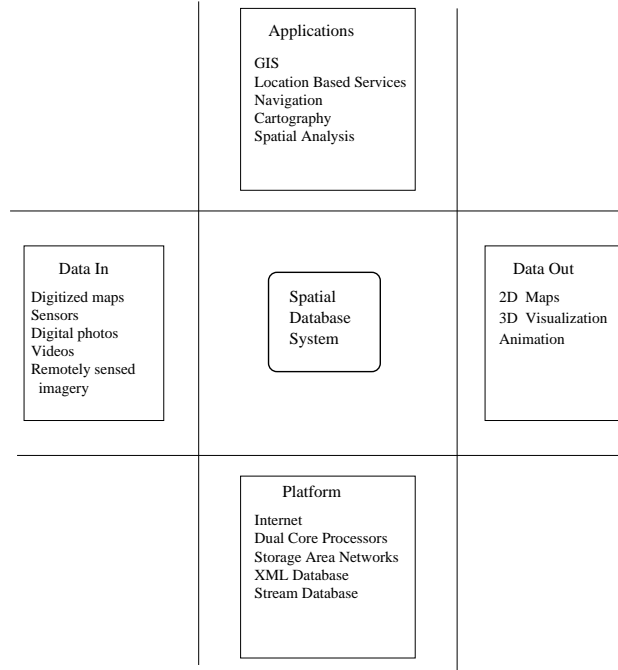 Applications
GIS
Location Based Services
Navigation
Cartography
Spatial Analysis
Data In
Digitized maps
Sensors
Digital photos
Videos
Remotely sensed
imagery
Spatial
Database
System
Data Out
2D Maps
3D Visualization
Animation
Platform
Internet
Dual Core Processors
Storage Area Networks
XML Database
Stream Database